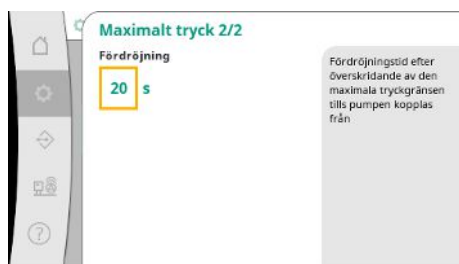 Maximalt tryck 2/2
Fördröjning
20 s
Fördröjningstid efter
överskridande av den
maximala tryckgränsen
tills pumpen kopplas
från
?